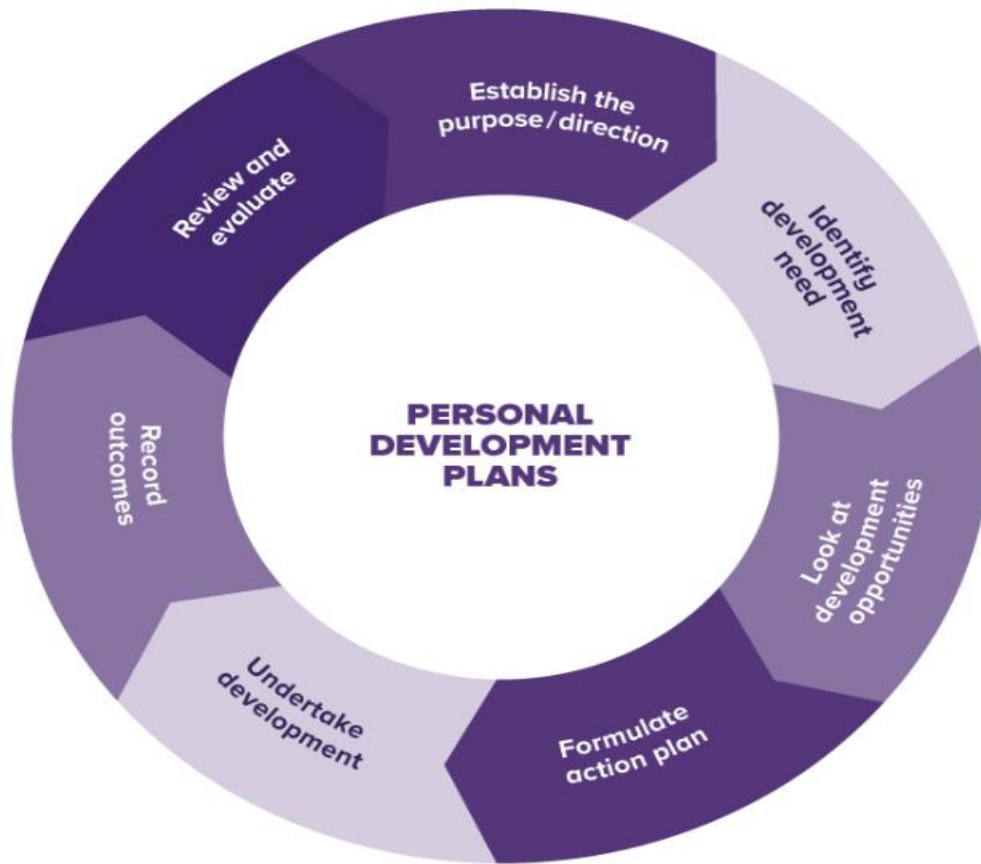 Establish the
purpose/direction
Identify
development
need
Look at
development
opportunities
Formulate
action plan
Undertake
development
Record
outcomes
Review and
evaluate
PERSONAL
DEVELOPMENT
PLANS